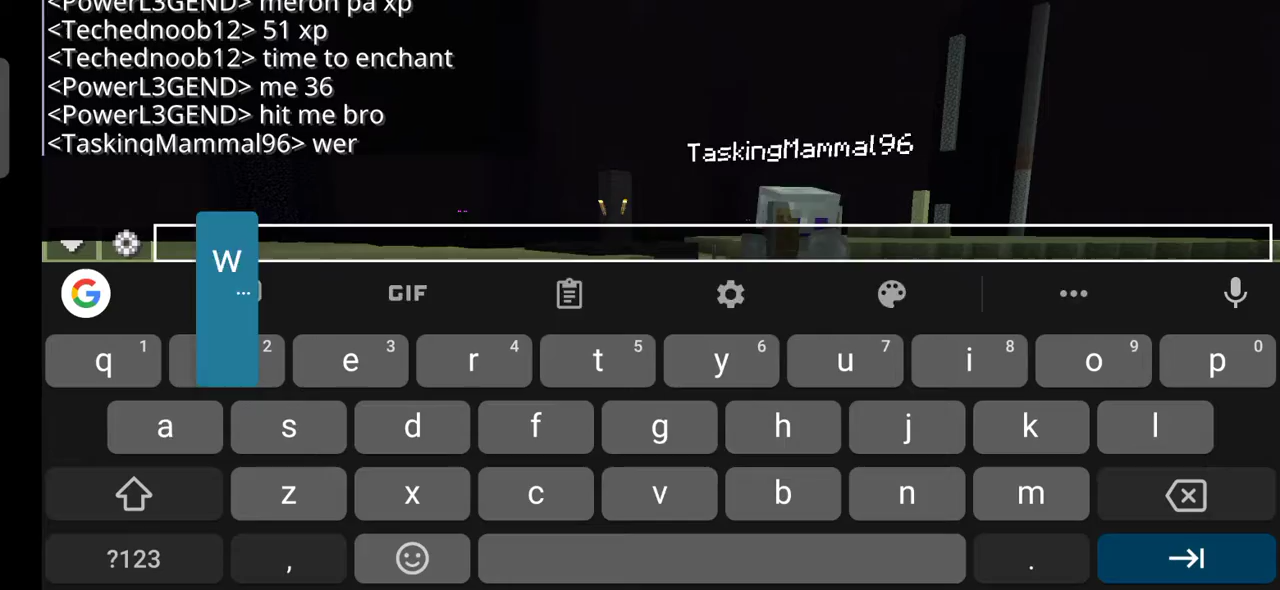 <PowerL3GEND> meron pa xp
<Techednoob12> 51 xp
<Techednoob12> time to enchant
<PowerL3GEND> me 36
<PowerL3GEND> hit me bro
<TaskingMammal96> wer
TaskingMammal96
w
GIF
q 1 2 e 3 r 4 t 5 y 6 u 7 i 8 o 9 p 0
a s d f g h j k l
z x c v b n m
?123 , .